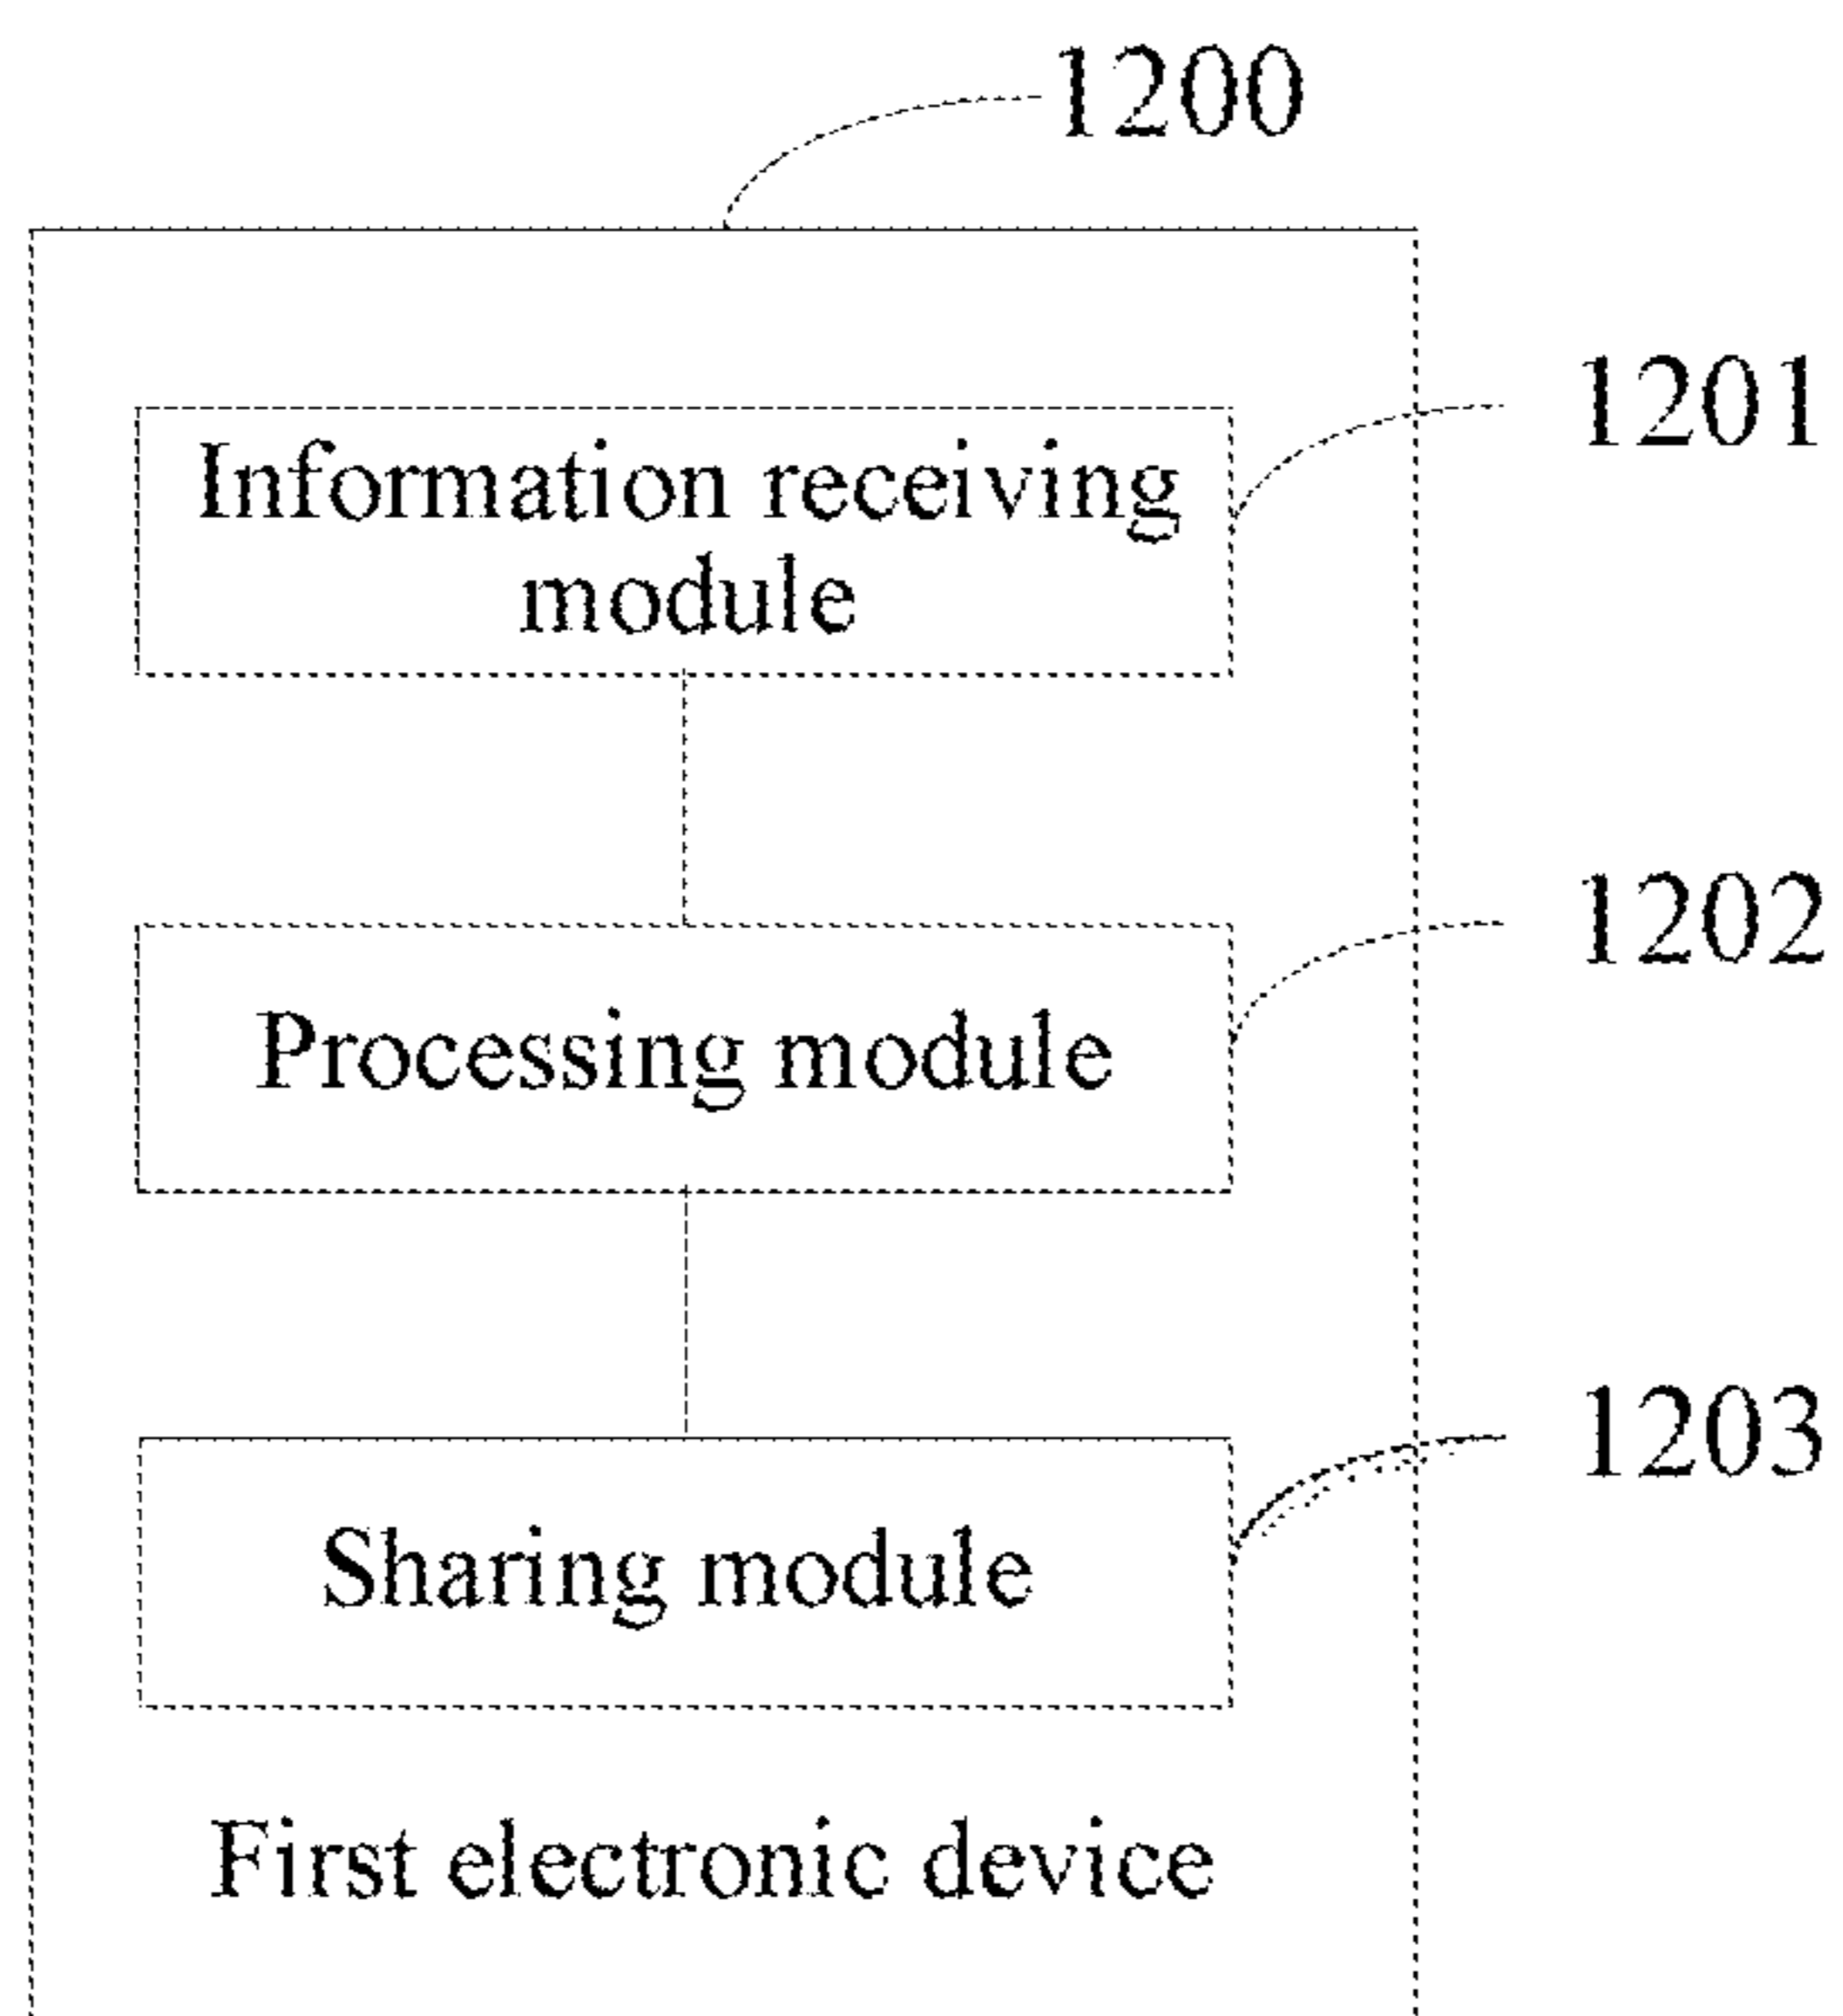 1200
1201
Information receiving
module
1202
Processing module
1203
Sharing module
First electronic device